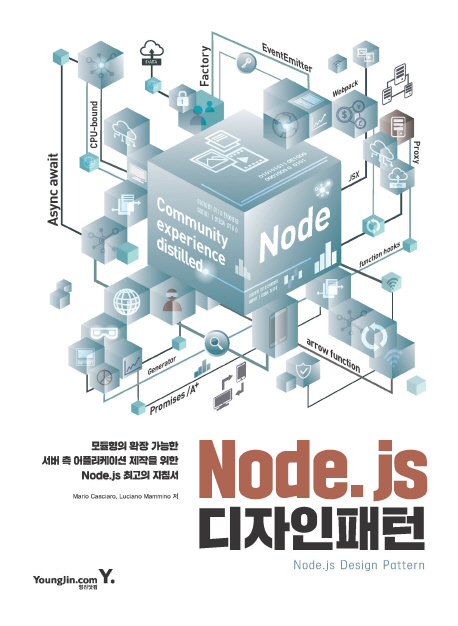 DATA
Factory
EventEmitter
Webpack
CPU-bound
Proxy
Async await
JSX
Community
experience
distilled
Node
function hooks
Generator
arrow function
Promises /A+
모듈형의 확장 가능한
서버 측 어플리케이션 제작을 위한
Node.js 최고의 지침서
Mario Casciaro, Luciano Mammino 저
Node.js
디자인패턴
Node.js Design Pattern
YoungJin.com Y.
영진닷컴